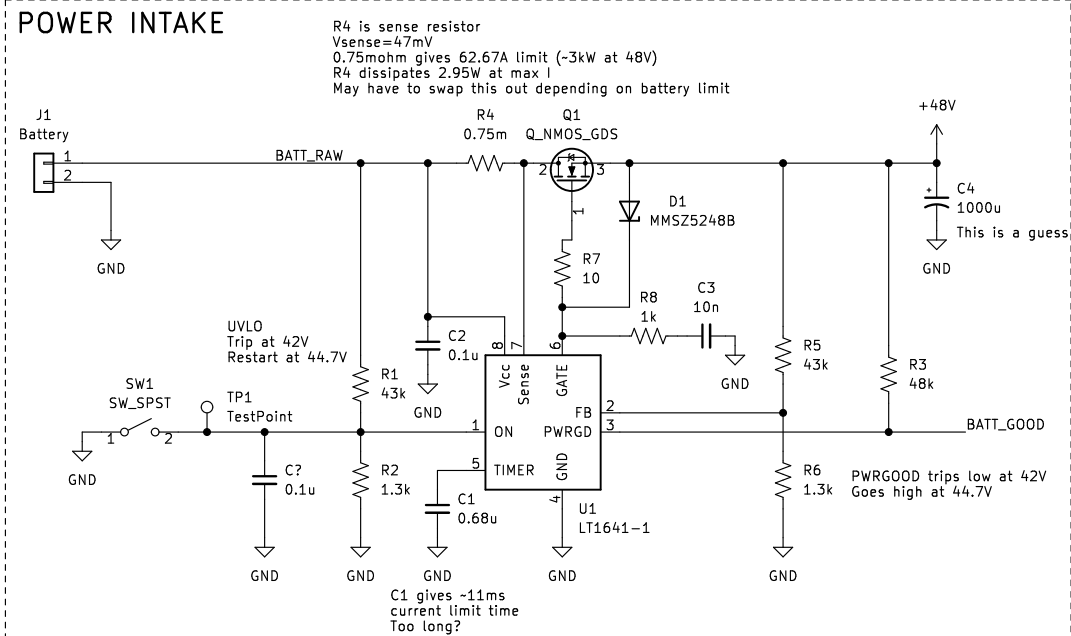 POWER INTAKE
R4 is sense resistor
Vsense=47mV
0.75mohm gives 62.67A limit (~3kW at 48V)
R4 dissipates 2.95W at max I
May have to swap this out depending on battery limit
J1
Battery
1
2
GND
BATT_RAW
R4
0.75m
Q1
Q_NMOS_GDS
2
3
1
+48V
D1
MMSZ5248B
C4
1000u
+
This is a guess
GND
R7
10
R8
1k
C3
10n
GND
UVLO
Trip at 42V
Restart at 44.7V
C2
0.1u
GND
R1
43k
R5
43k
R3
48k
SW1
SW_SPST
1
2
GND
TP1
TestPoint
8
7
6
Vcc
Sense
GATE
FB
2
1
ON
PWRGD
3
BATT_GOOD
5
TIMER
GND
4
U1
LT1641-1
C?
0.1u
GND
R2
1.3k
GND
C1
0.68u
GND
GND
R6
1.3k
GND
PWRGOOD trips low at 42V
Goes high at 44.7V
C1 gives ~11ms
current limit time
Too long?